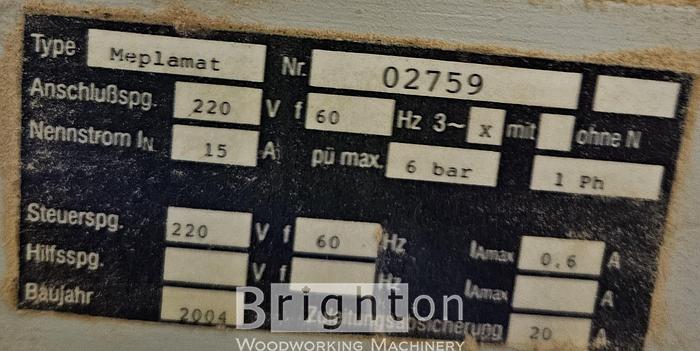 Type Meplamat Nr. 02759
Anschlußspg. 220 V f 60 Hz 3~ x mit ohne N
Nennstrom IN 15 A pü max. 6 bar 1 Ph
Steuerspg. 220 V f 60 Hz IAmax 0.6 A
Hilfsspg. V f Hz IAmax A
Baujahr 2004 Zuleitungsabsicherung 20 A
Brighton
WOODWORKING MACHINERY